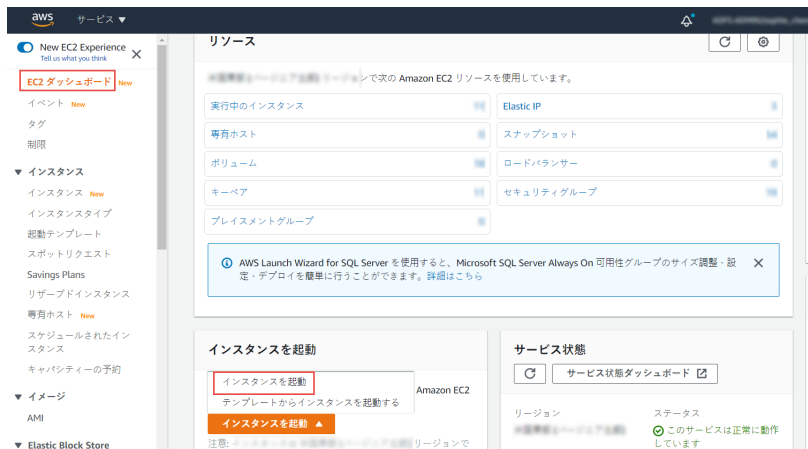 aws
サービス
New EC2 Experience
Tell us what you think
EC2 ダッシュボード New
イベント New
タグ
制限
インスタンス
インスタンス New
インスタンスタイプ
起動テンプレート
スポットリクエスト
Savings Plans
リザーブドインスタンス
専有ホスト New
スケジュールされたイン
スタンス
キャパシティーの予約
イメージ
AMI
Elastic Block Store
リソース
ンで次の Amazon EC2 リソースを使用しています。
実行中のインスタンス
Elastic IP
専有ホスト
スナップショット
ボリューム
ロードバランサー
キーペア
セキュリティグループ
プレイスメントグループ
AWS Launch Wizard for SQL Server を使用すると、Microsoft SQL Server Always On 可用性グループのサイズ調整・設
定・デプロイを簡単に行うことができます。詳細はこちら
インスタンスを起動
Amazon EC2
インスタンスを起動
テンプレートからインスタンスを起動する
インスタンスを起動
注意:
リージョンで
サービス状態
サービス状態ダッシュボード
リージョン
ステータス
このサービスは正常に動作
しています